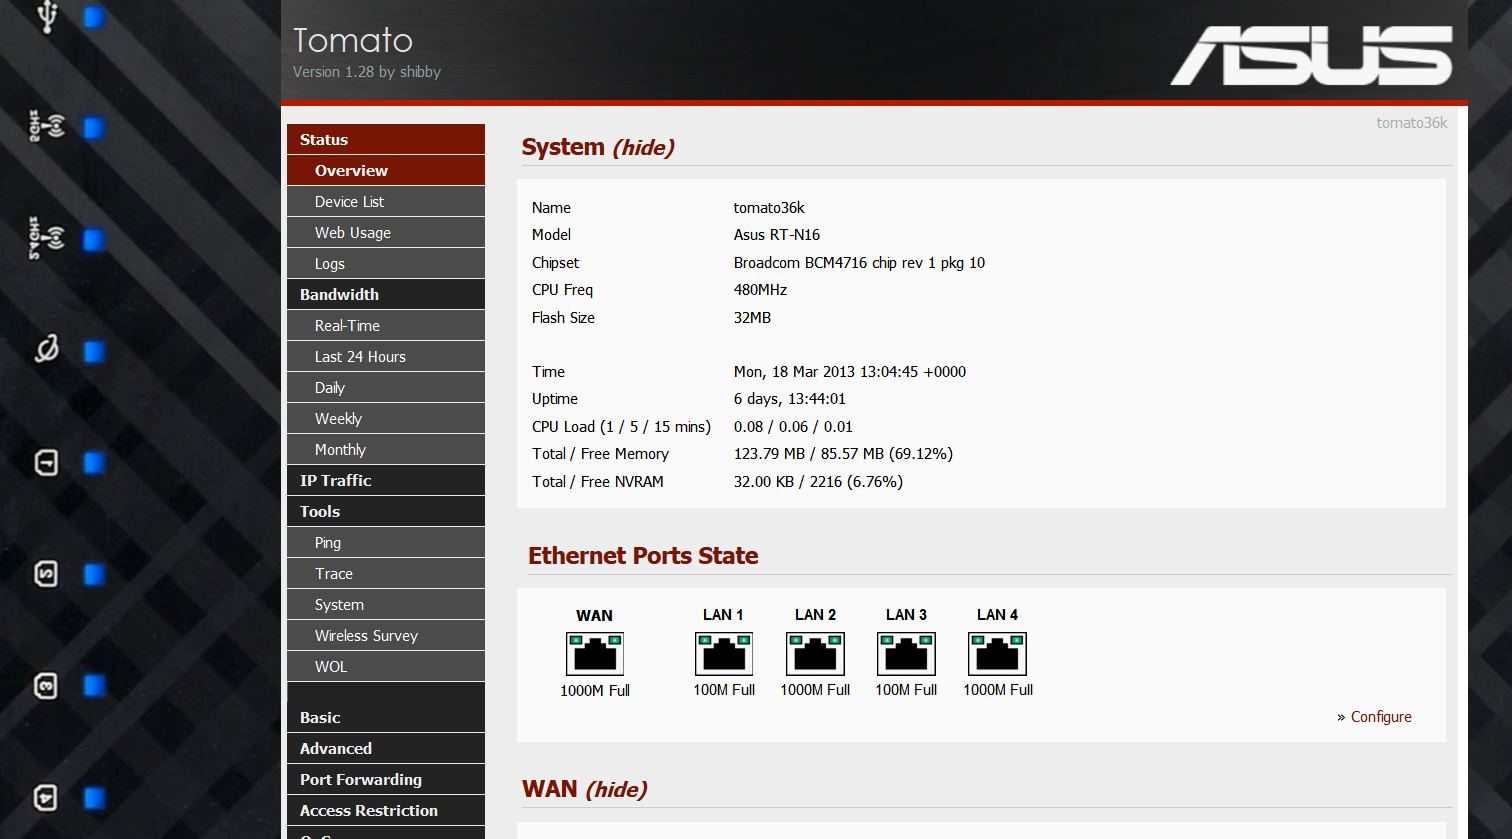 Tomato
Version 1.28 by shibby
ASUS
tomato36k
Status
Overview
Device List
Web Usage
Logs
Bandwidth
Real-Time
Last 24 Hours
Daily
Weekly
Monthly
IP Traffic
Tools
Ping
Trace
System
Wireless Survey
WOL
Basic
Advanced
Port Forwarding
Access Restriction
System (hide)
Name tomato36k
Model Asus RT-N16
Chipset Broadcom BCM4716 chip rev 1 pkg 10
CPU Freq 480MHz
Flash Size 32MB
Time Mon, 18 Mar 2013 13:04:45 +0000
Uptime 6 days, 13:44:01
CPU Load (1 / 5 / 15 mins) 0.08 / 0.06 / 0.01
Total / Free Memory 123.79 MB / 85.57 MB (69.12%)
Total / Free NVRAM 32.00 KB / 2216 (6.76%)
Ethernet Ports State
WAN LAN 1 LAN 2 LAN 3 LAN 4
1000M Full 100M Full 1000M Full 100M Full 1000M Full
» Configure
WAN (hide)
5GHz
2.4GHz
1
2
3
4